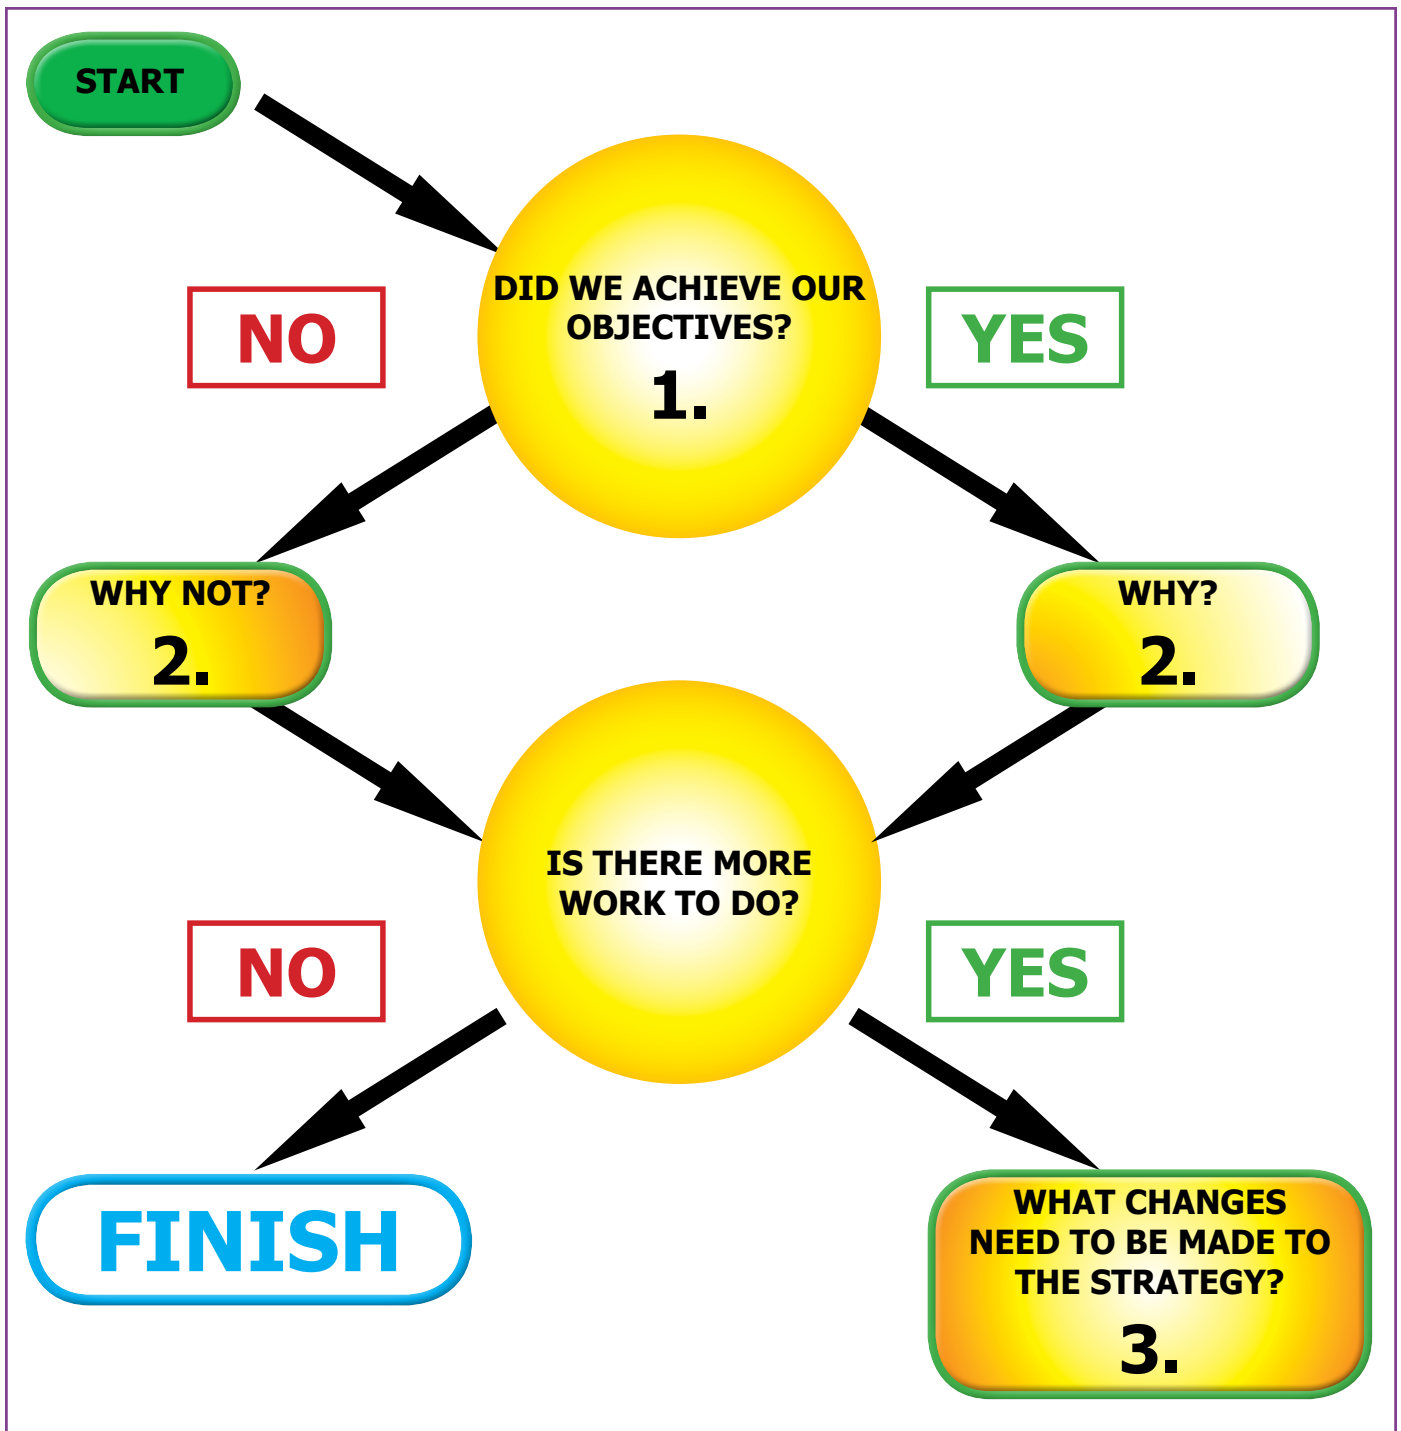 START
DID WE ACHIEVE OUR
OBJECTIVES?
1.
NO
YES
WHY NOT?
2.
WHY?
2.
IS THERE MORE
WORK TO DO?
NO
YES
FINISH
WHAT CHANGES
NEED TO BE MADE TO
THE STRATEGY?
3.